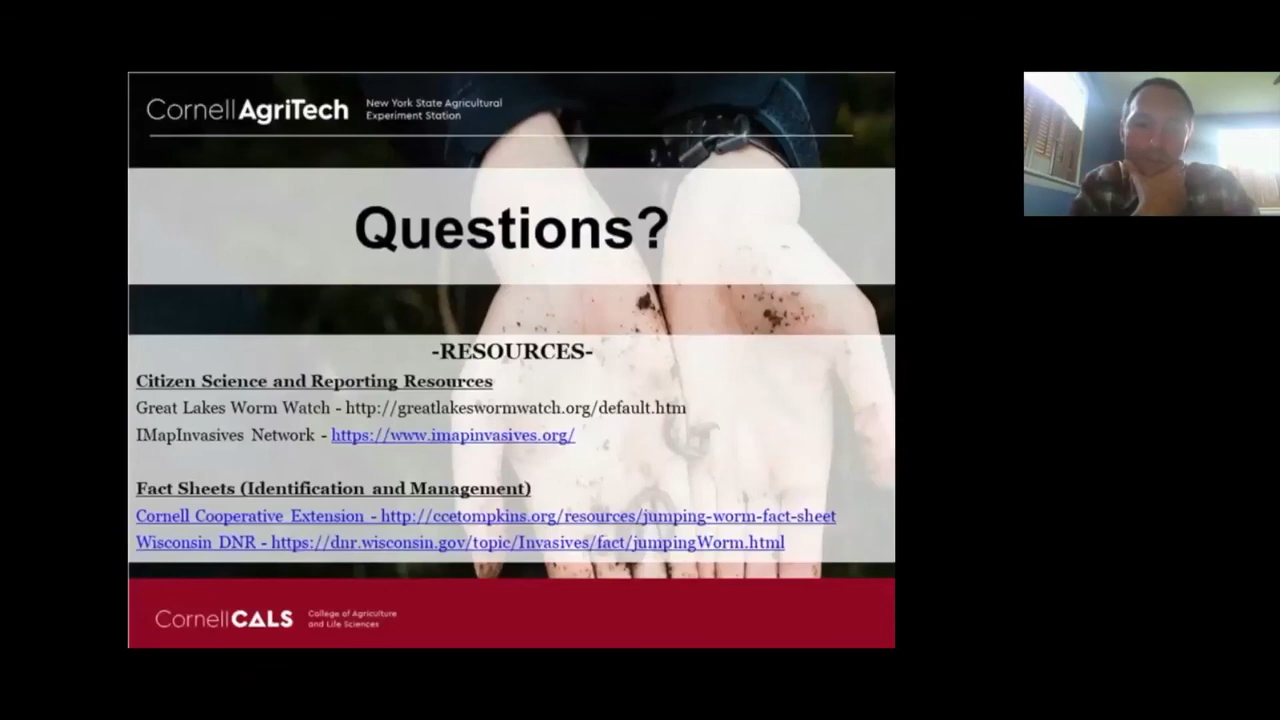 CornellAgriTech
New York State Agricultural
Experiment Station
Questions?
-RESOURCES-
Citizen Science and Reporting Resources
Great Lakes Worm Watch - http://greatlakeswormwatch.org/default.htm
IMapInvasives Network - https://www.imapinvasives.org/
Fact Sheets (Identification and Management)
Cornell Cooperative Extension - http://ccetompkins.org/resources/jumping-worm-fact-sheet
Wisconsin DNR - https://dnr.wisconsin.gov/topic/Invasives/fact/jumpingWorm.html
CornellCALS
College of Agriculture
and Life Sciences